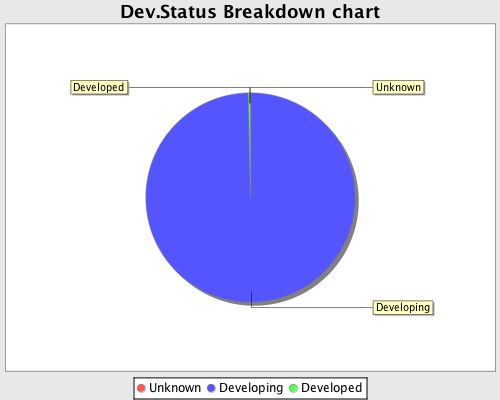 Dev.Status Breakdown chart
Developed
Unknown
Developing
Unknown Developing Developed